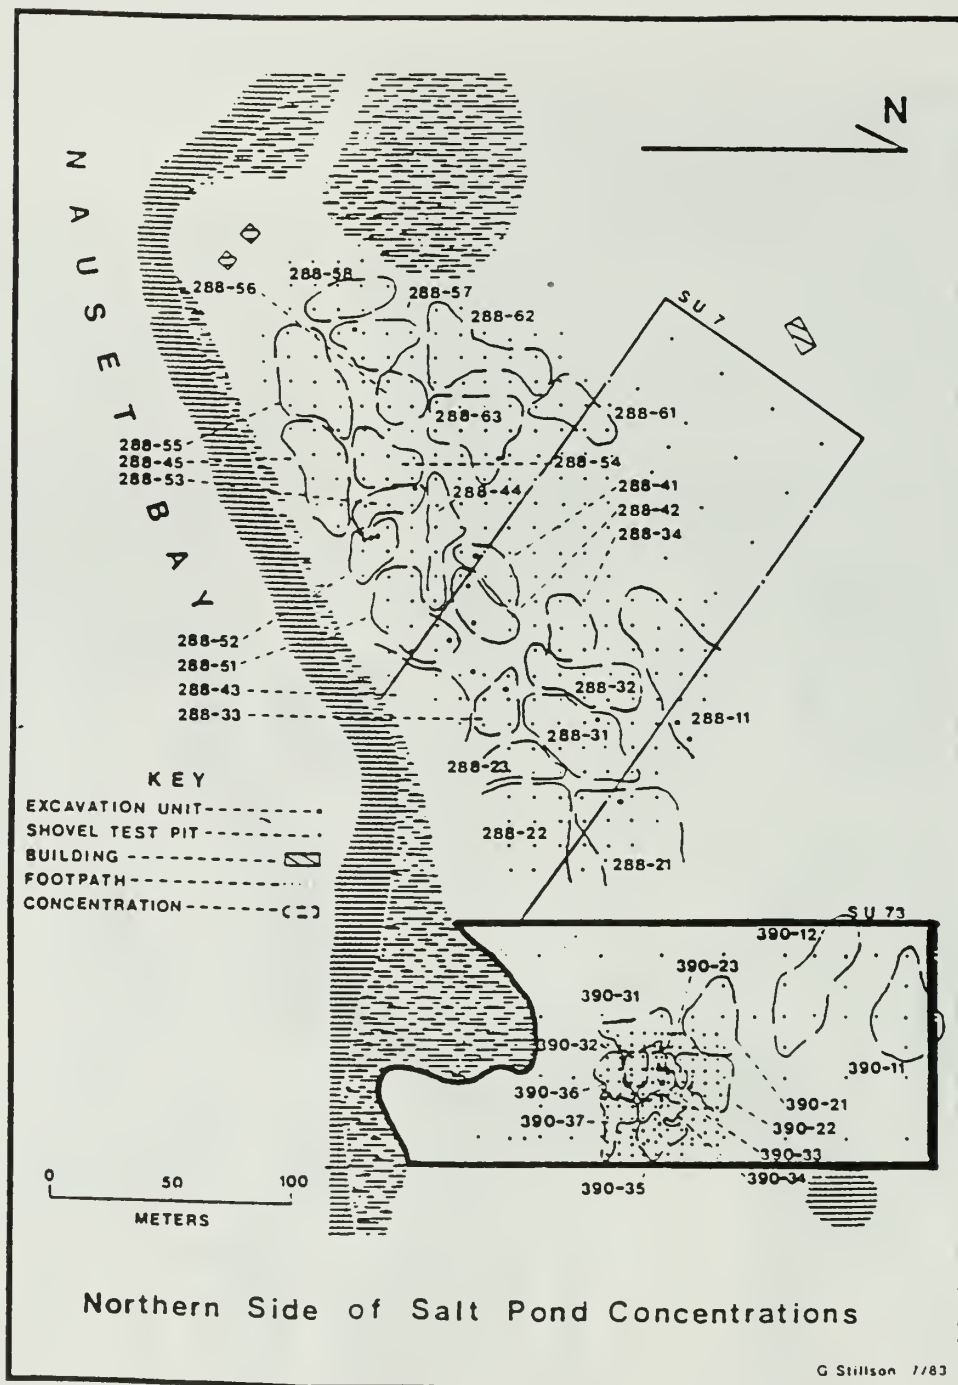 N
NAUSET BAY
288-58
288-56
288-57
288-62
SU 7
288-63
288-61
288-55
288-45
288-53
288-54
288-44
288-41
288-42
288-34
288-52
288-51
288-43
288-33
288-32
288-11
288-31
288-23
288-22
288-21
KEY
EXCAVATION UNIT
SHOVEL TEST PIT
BUILDING
FOOTPATH
CONCENTRATION
SU 73
390-12
390-23
390-31
390-32
390-11
390-36
390-21
390-37
390-22
390-33
390-34
390-35
0 50 100
METERS
Northern Side of Salt Pond Concentrations
G Stillson 7/83